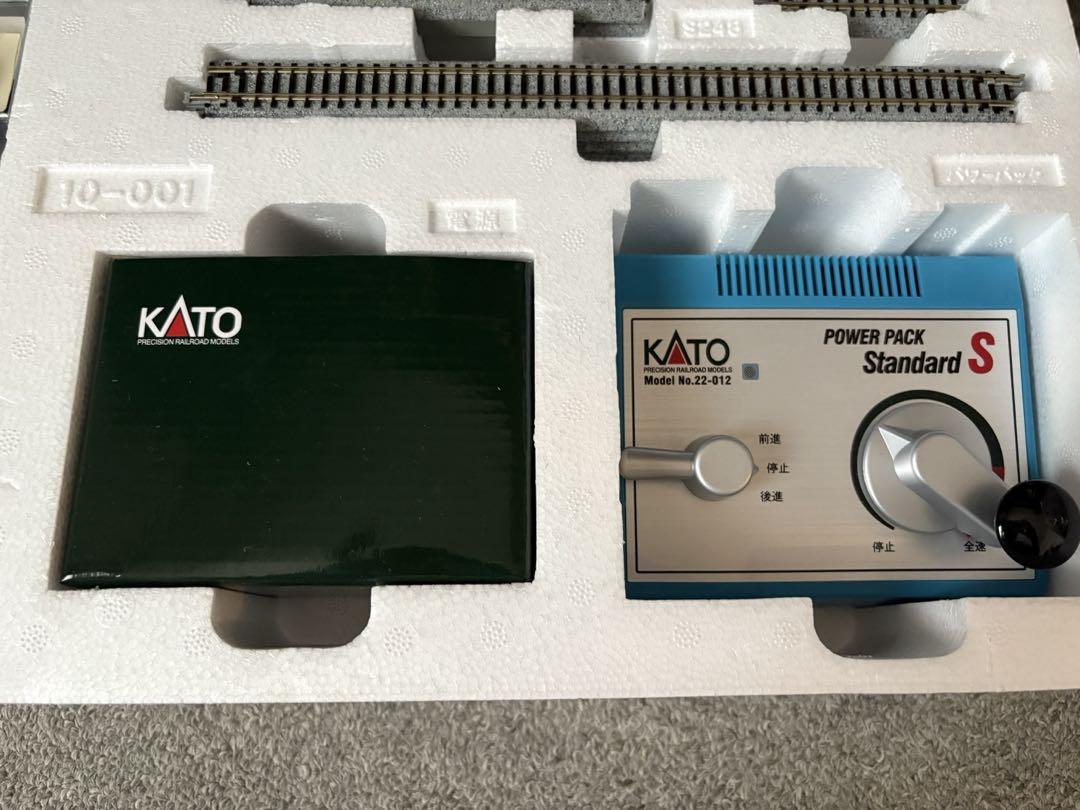 S248
10-001
電源
パワーパック
KATO
PRECISION RAILROAD MODELS
KATO
PRECISION RAILROAD MODELS
Model No.22-012
POWER PACK
Standard S
前進
停止
後進
停止
全速